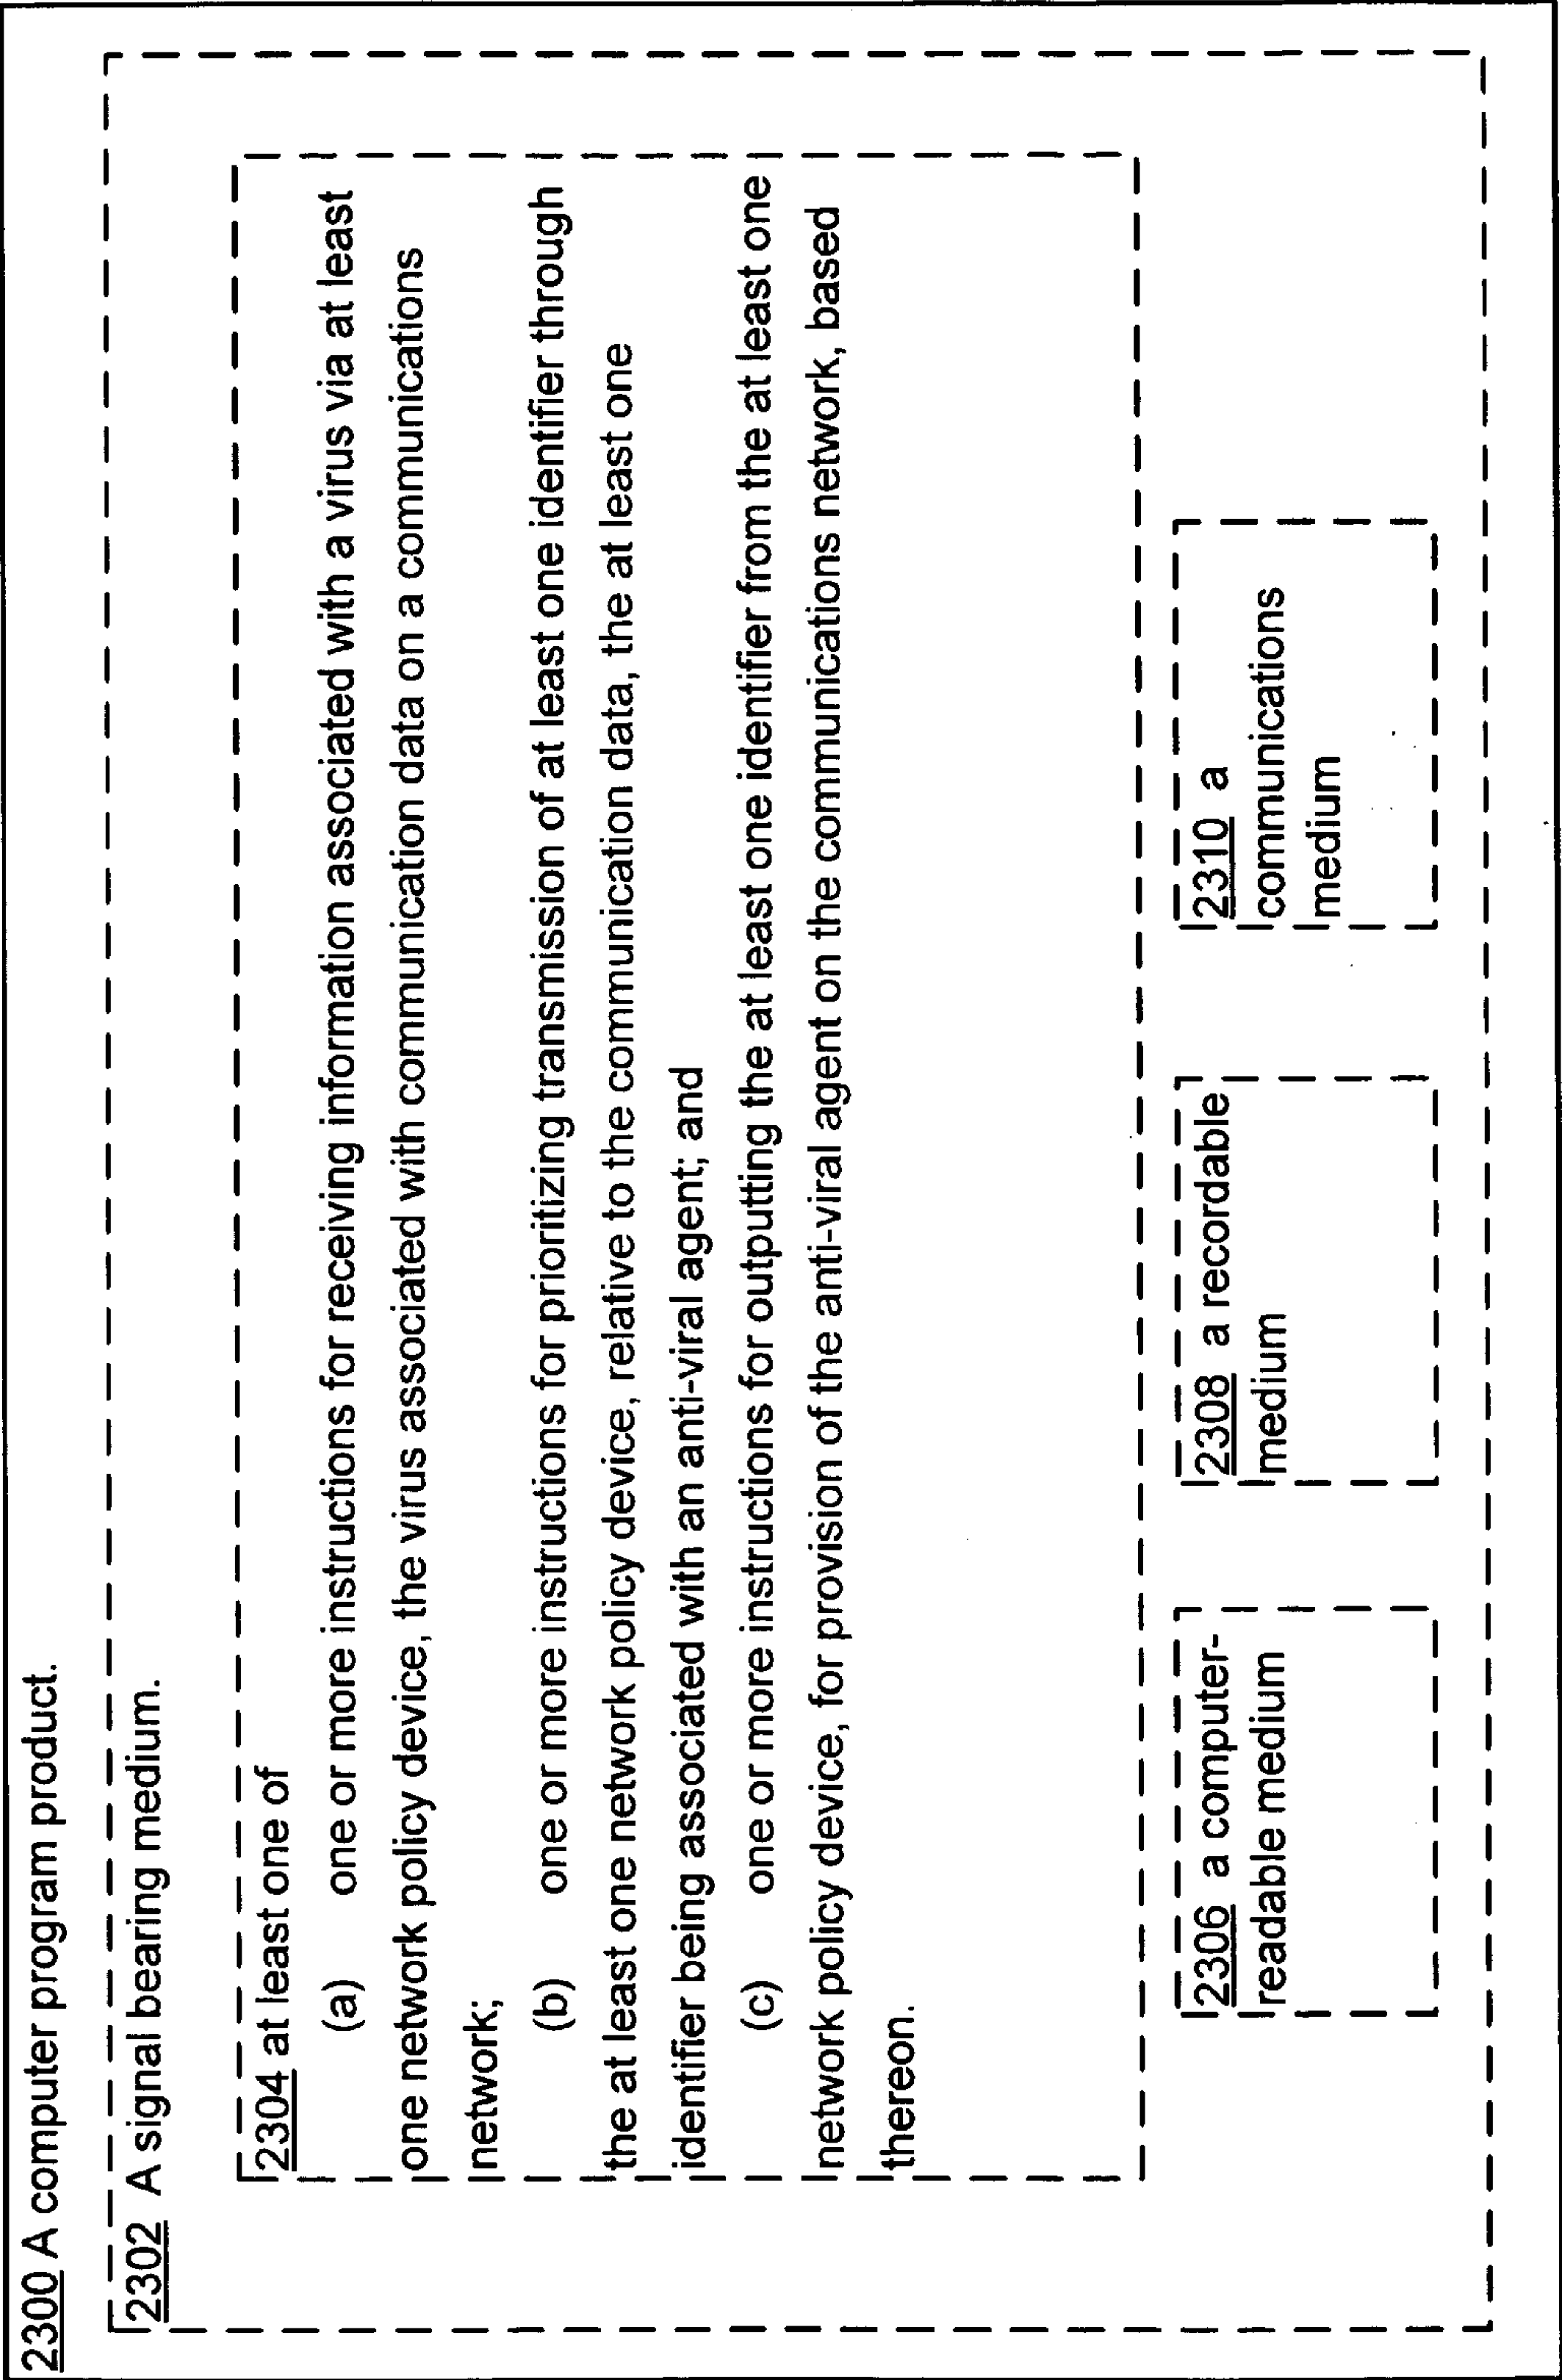 2300 A computer program product.
2302 A signal bearing medium.
2304 at least one of
(a) one or more instructions for receiving information associated with a virus via at least
one network policy device, the virus associated with communication data on a communications
network;
(b) one or more instructions for prioritizing transmission of at least one identifier through
the at least one network policy device, relative to the communication data, the at least one
identifier being associated with an anti-viral agent; and
(c) one or more instructions for outputting the at least one identifier from the at least one
network policy device, for provision of the anti-viral agent on the communications network, based
thereon.
2306 a computer-
readable medium
2308 a recordable
medium
2310 a
communications
medium